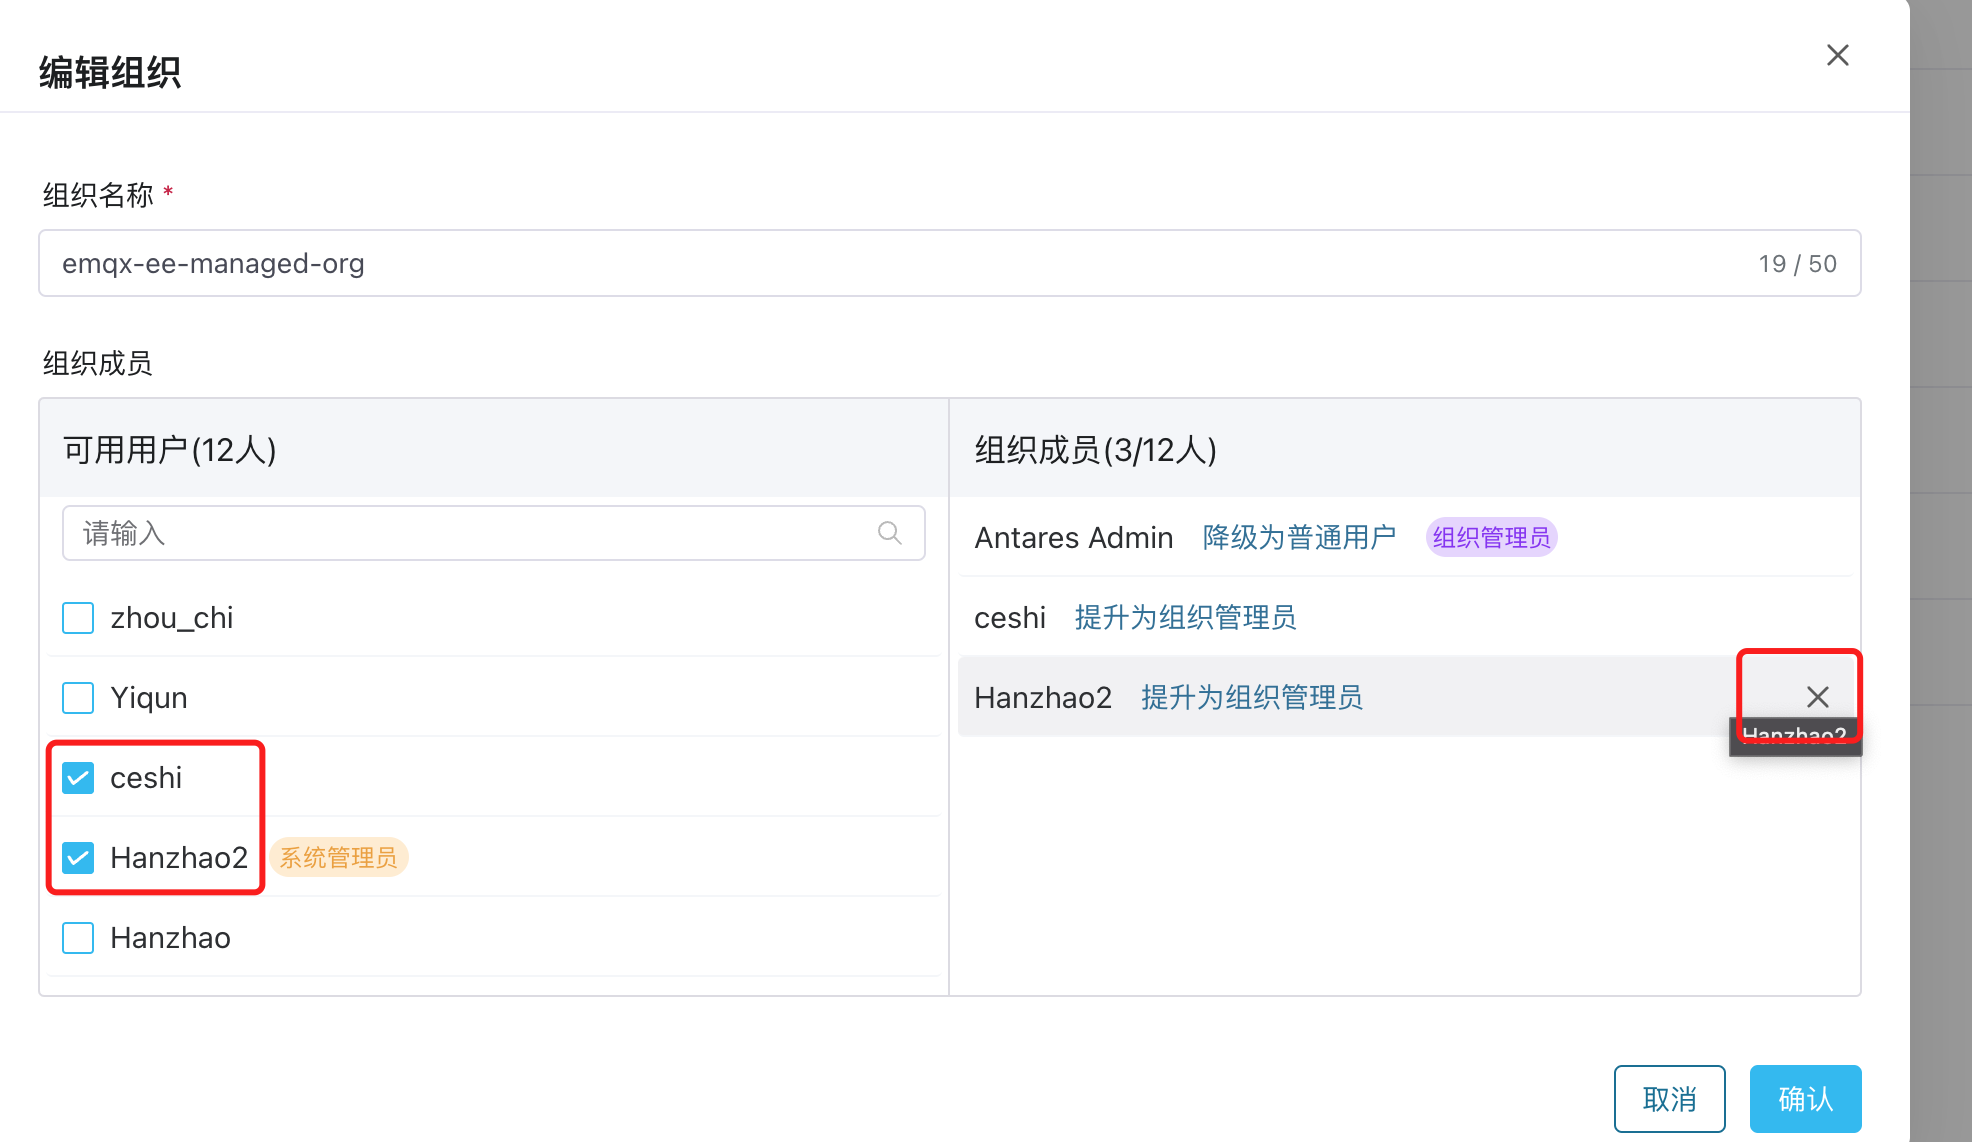 编辑组织
组织名称 *
emqx-ee-managed-org 19 / 50
组织成员
可用用户(12人)
请输入
zhou_chi
Yiqun
ceshi
Hanzhao2 系统管理员
Hanzhao
组织成员(3/12人)
Antares Admin 降级为普通用户 组织管理员
ceshi 提升为组织管理员
Hanzhao2 提升为组织管理员
Hanzhao2
取消 确认